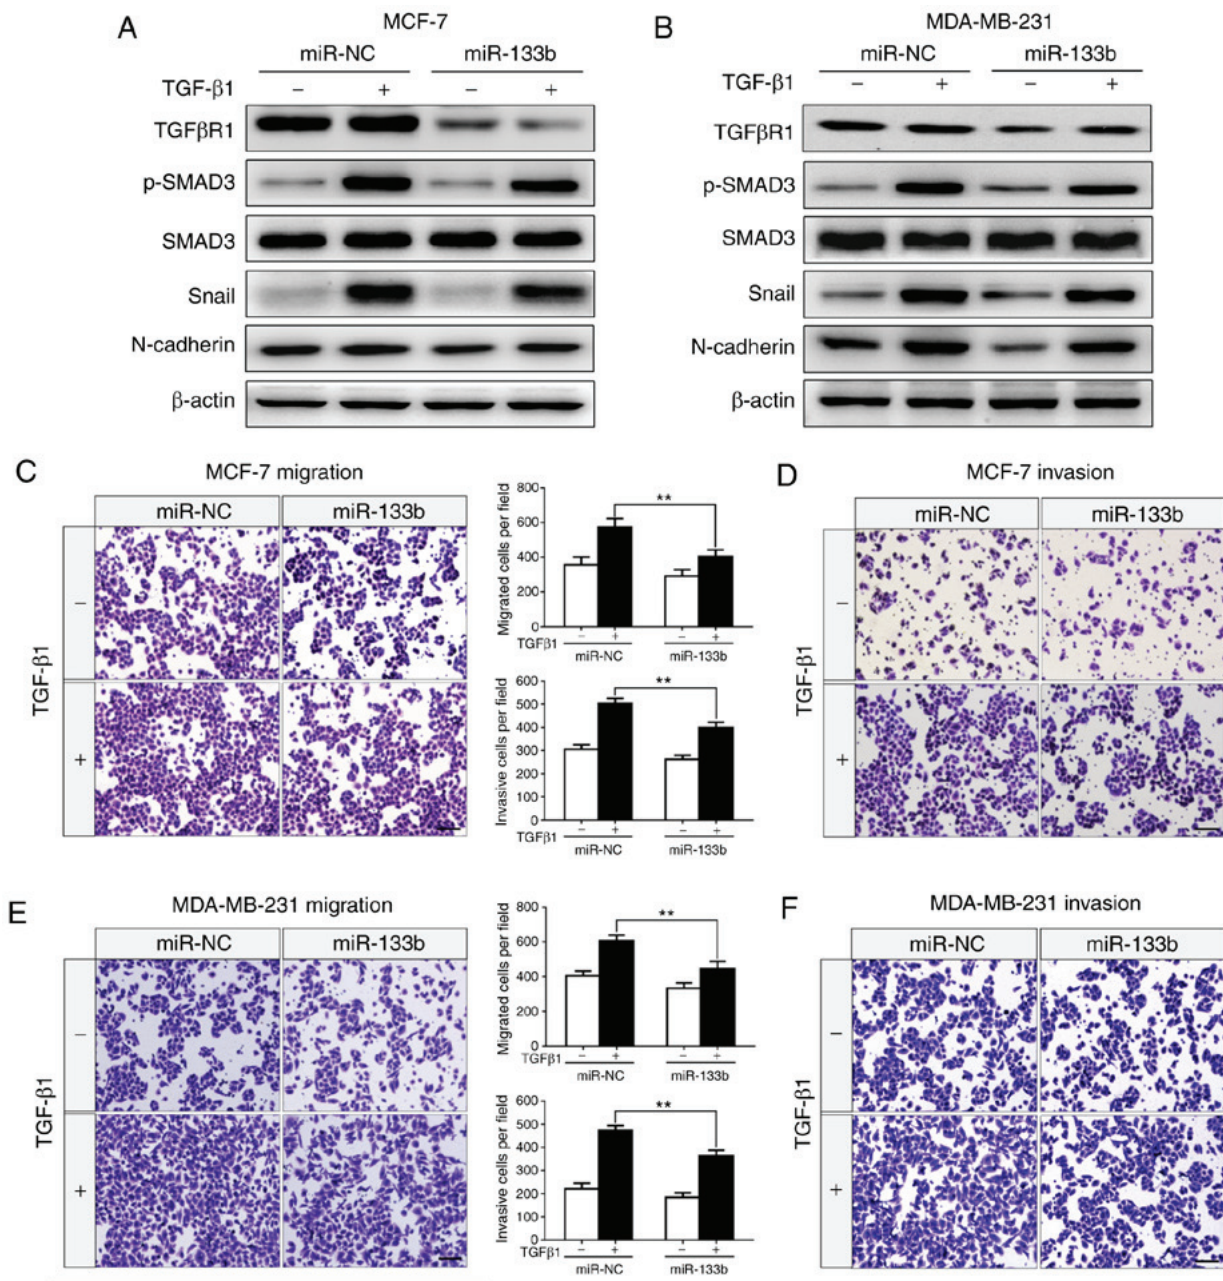 A
MCF-7
miR-NC miR-133b
TGF-β1 − + − +
TGFβR1
p-SMAD3
SMAD3
Snail
N-cadherin
β-actin
B
MDA-MB-231
miR-NC miR-133b
TGF-β1 − + − +
TGFβR1
p-SMAD3
SMAD3
Snail
N-cadherin
β-actin
C
MCF-7 migration
miR-NC miR-133b
TGF-β1
−
+
Migrated cells per field
800
600
400
200
0
**
TGFβ1 − + − +
miR-NC miR-133b
Invasive cells per field
600
500
400
300
200
100
0
**
TGFβ1 − + − +
miR-NC miR-133b
D
MCF-7 invasion
miR-NC miR-133b
TGF-β1
−
+
E
MDA-MB-231 migration
miR-NC miR-133b
TGF-β1
−
+
Migrated cells per field
800
600
400
200
0
**
TGFβ1 − + − +
miR-NC miR-133b
Invasive cells per field
600
500
400
300
200
100
0
**
TGFβ1 − + − +
miR-NC miR-133b
F
MDA-MB-231 invasion
miR-NC miR-133b
TGF-β1
−
+